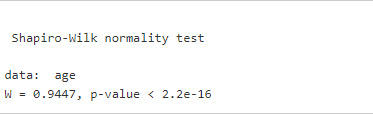 Shapiro-Wilk normality test
data:  age
W = 0.9447, p-value < 2.2e-16